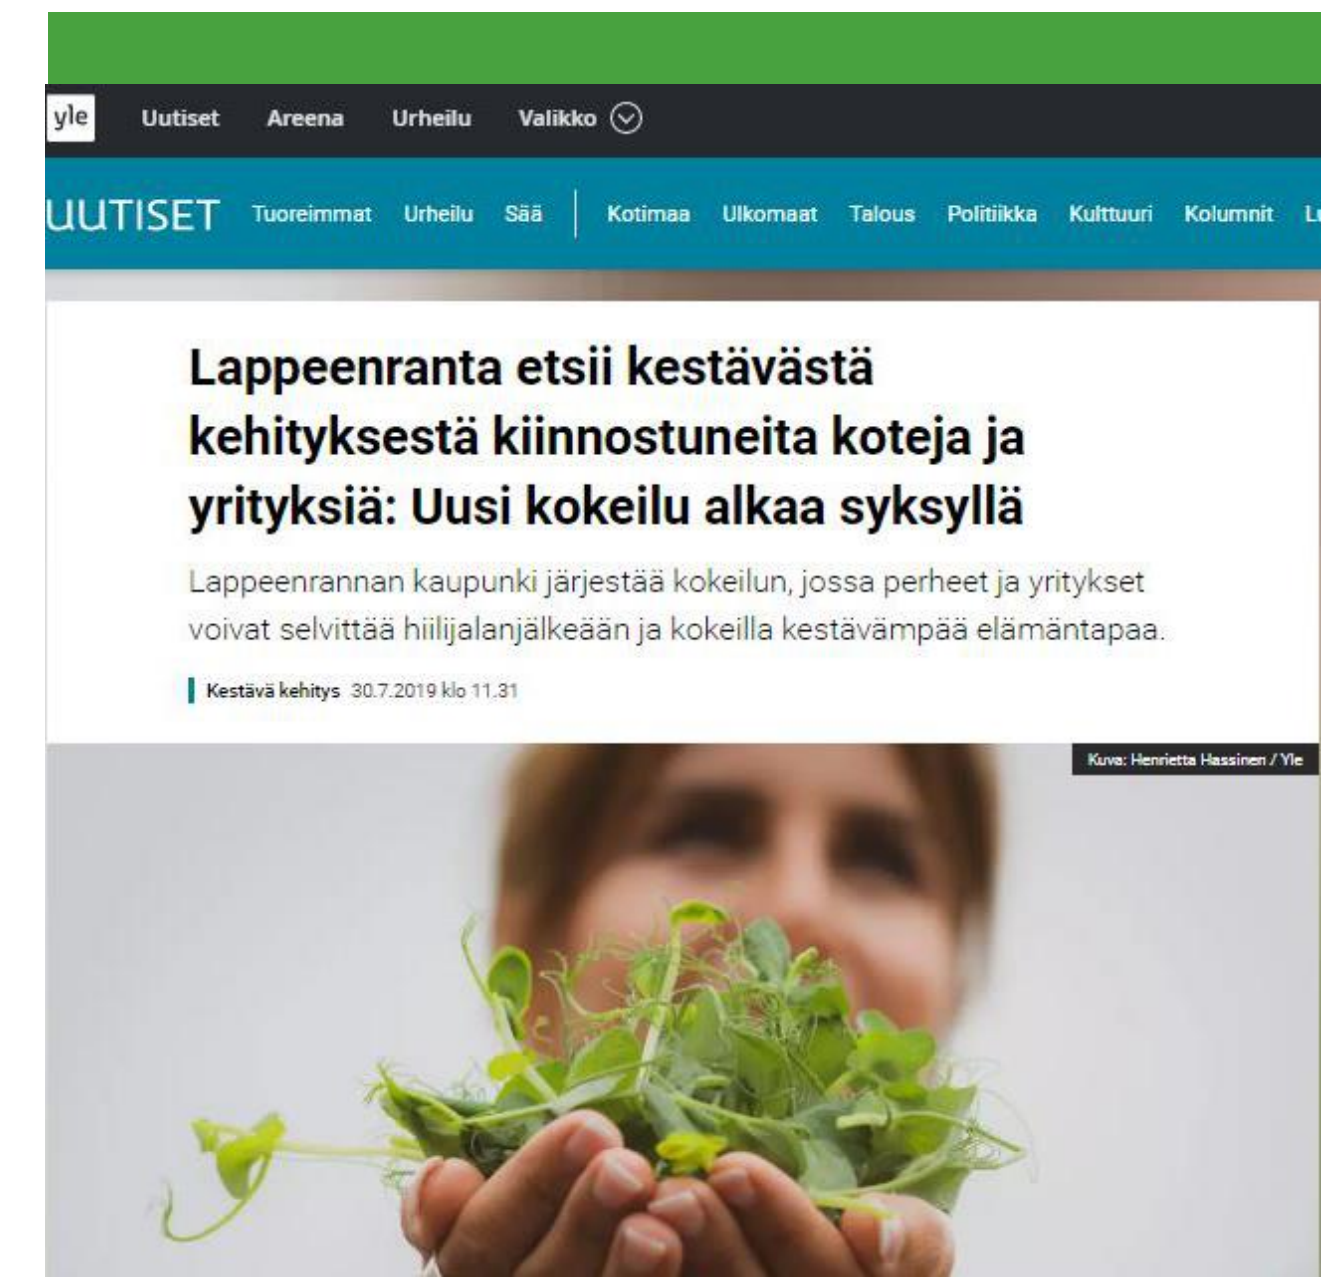 yle Uutiset Areena Urheilu Valikko
UUTISET Tuoreimmat Urheilu Sää Kotimaa Ulkomaat Talous Politiikka Kulttuuri Kolumnit
Lappeenranta etsii kestävästä
kehityksestä kiinnostuneita koteja ja
yrityksiä: Uusi kokeilu alkaa syksyllä
Lappeenrannan kaupunki järjestää kokeilun, jossa perheet ja yritykset
voivat selvittää hiilijalanjälkeään ja kokeilla kestävämpää elämäntapaa.
Kestävä kehitys 30.7.2019 klo 11.31
Kuva: Henrietta Hassinen / Yle